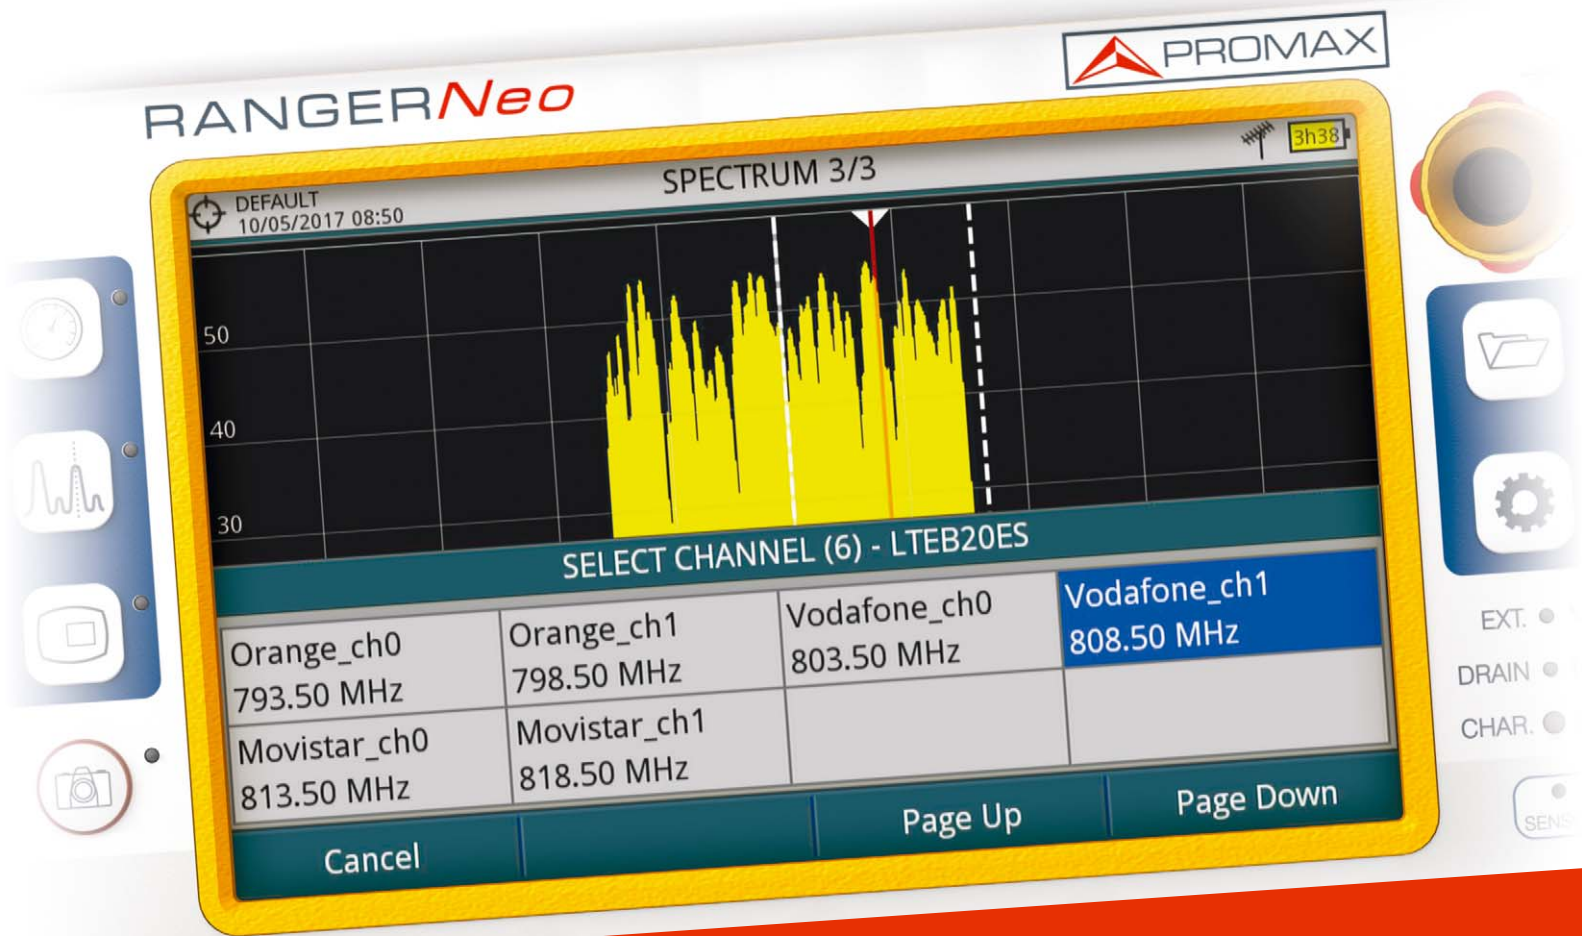 RANGERNeo
PROMAX
DEFAULT
10/05/2017 08:50
SPECTRUM 3/3
3h38
50
40
30
SELECT CHANNEL (6) - LTEB20ES
Orange_ch0
793.50 MHz
Orange_ch1
798.50 MHz
Vodafone_ch0
803.50 MHz
Vodafone_ch1
808.50 MHz
Movistar_ch0
813.50 MHz
Movistar_ch1
818.50 MHz
Cancel
Page Up
Page Down
EXT.
DRAIN
CHAR.
SENS